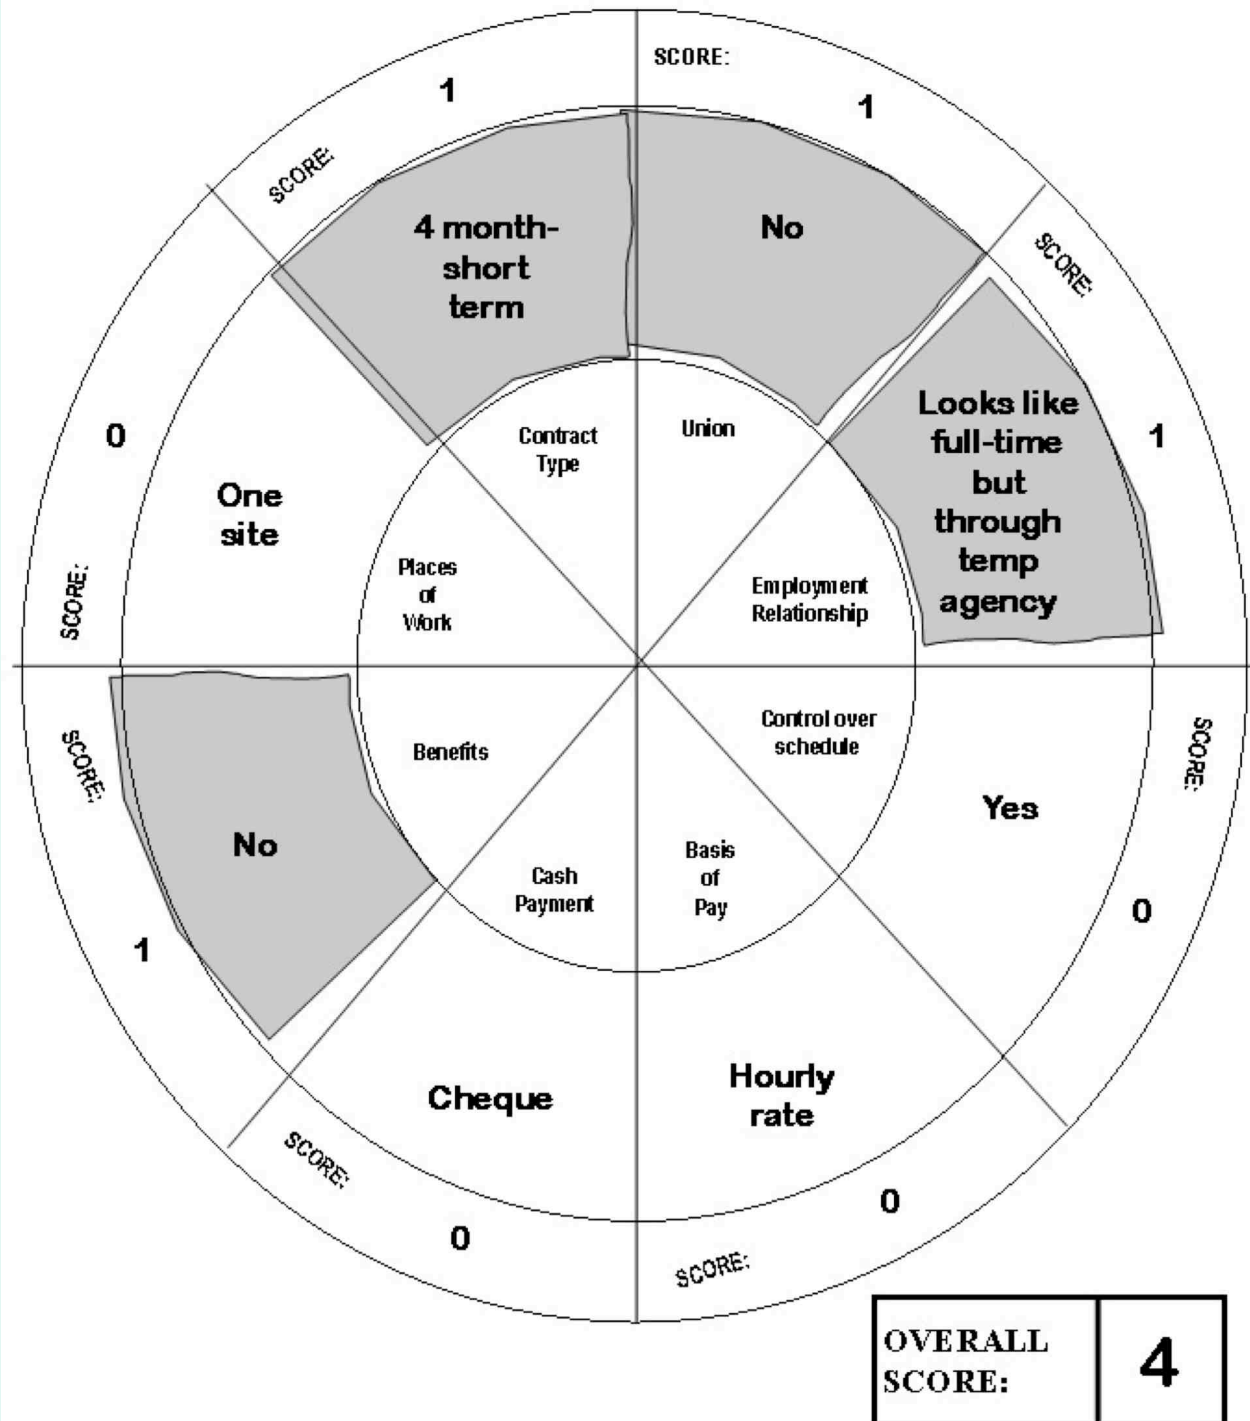 SCORE:
1
No
Union
SCORE:
1
Looks like
full-time
but
through
temp
agency
Employment
Relationship
SCORE:
0
Yes
Control over
schedule
SCORE:
0
Hourly
rate
Basis
of
Pay
SCORE:
0
Cheque
Cash
Payment
SCORE:
1
No
Benefits
SCORE:
0
One
site
Places
of
Work
SCORE:
1
4 month-
short
term
Contract
Type
OVERALL
SCORE:
4